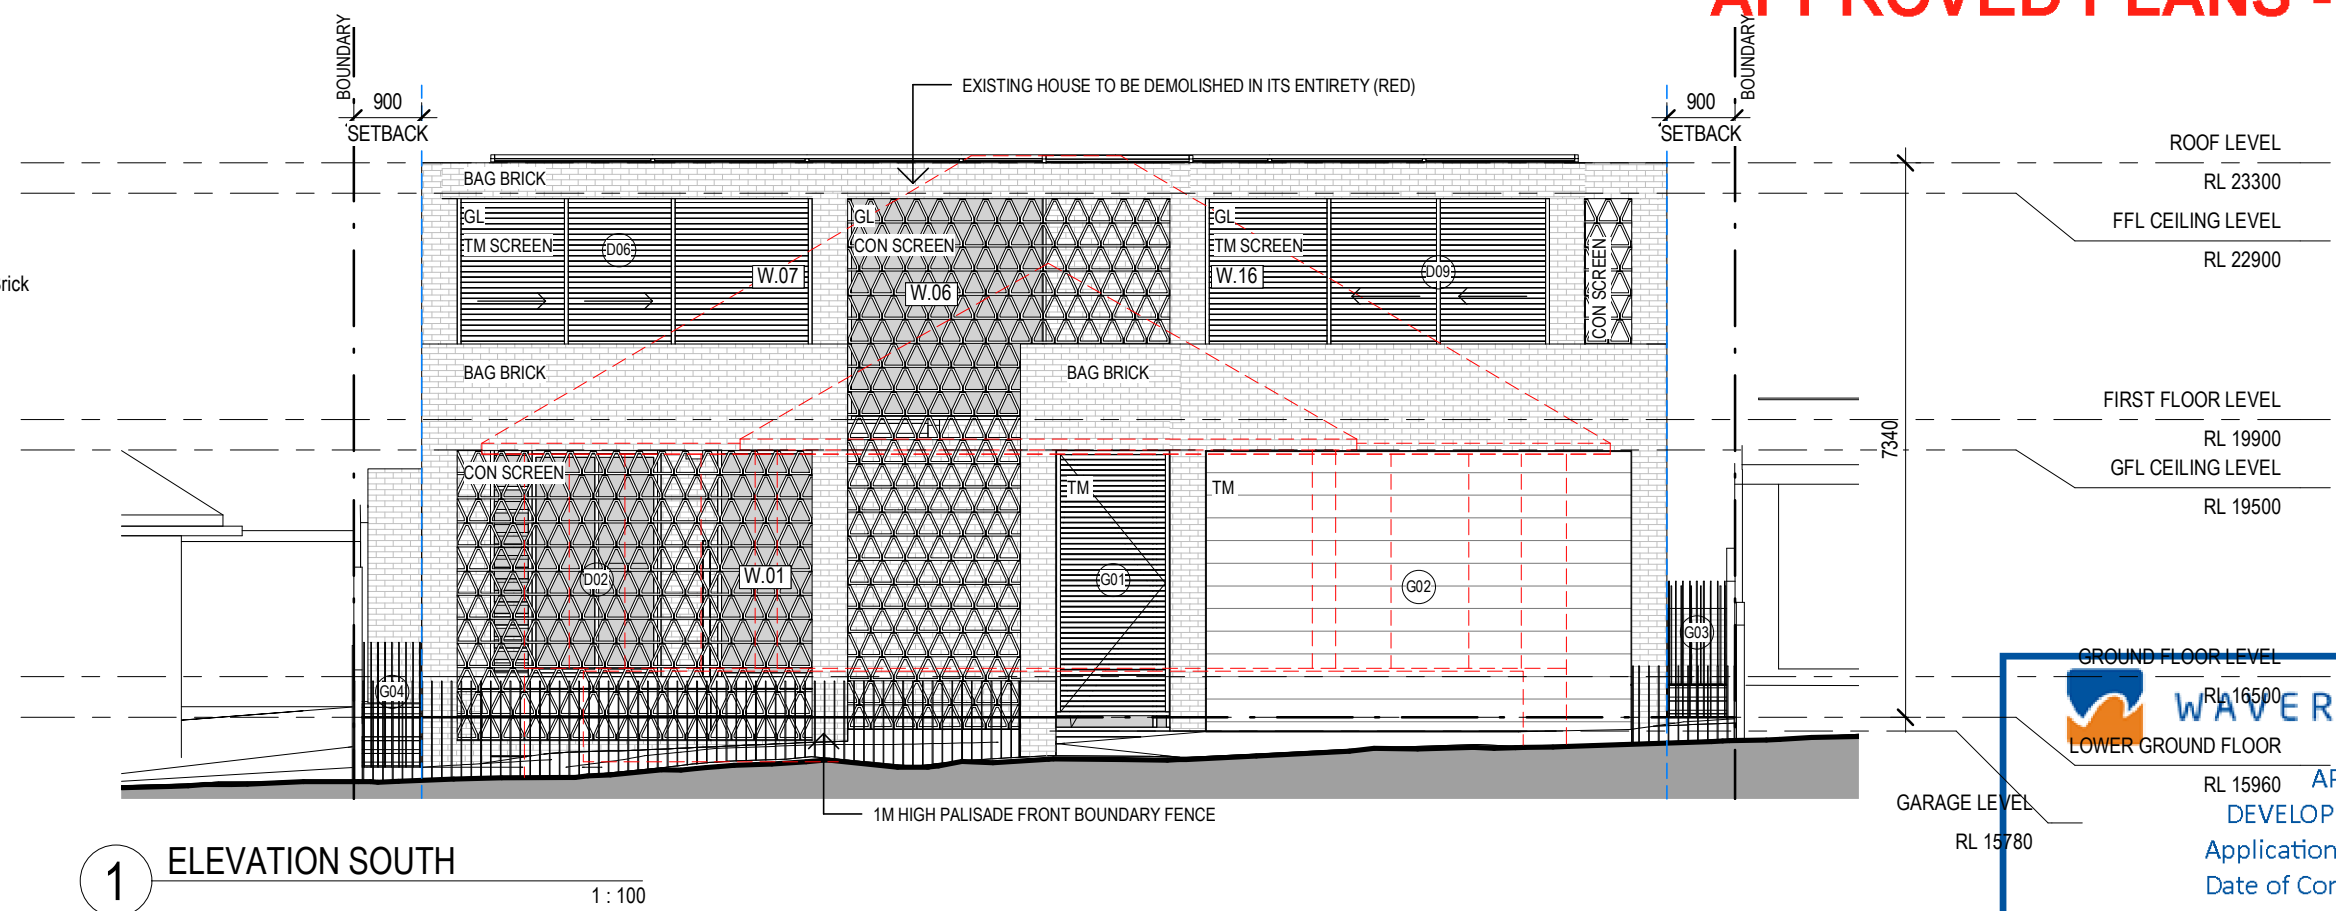 APPROVED PLANS -
BOUNDARY
900
SETBACK
EXISTING HOUSE TO BE DEMOLISHED IN ITS ENTIRETY (RED)
BOUNDARY
900
SETBACK
ROOF LEVEL
RL 23300
FFL CEILING LEVEL
RL 22900
BAG BRICK
GL
TM SCREEN
D06
W.07
GL
CON SCREEN
W.06
GL
TM SCREEN
W.16
D09
CON SCREEN
rick
BAG BRICK
BAG BRICK
FIRST FLOOR LEVEL
RL 19900
GFL CEILING LEVEL
RL 19500
7340
CON SCREEN
D02
W.01
TM
G01
TM
G02
G03
G04
GROUND FLOOR LEVEL
RL 16500
WAVER
LOWER GROUND FLOOR
RL 15960
AP
GARAGE LEVEL
RL 15780
DEVELOP
Application
Date of Con
1M HIGH PALISADE FRONT BOUNDARY FENCE
1
ELEVATION SOUTH
1 : 100